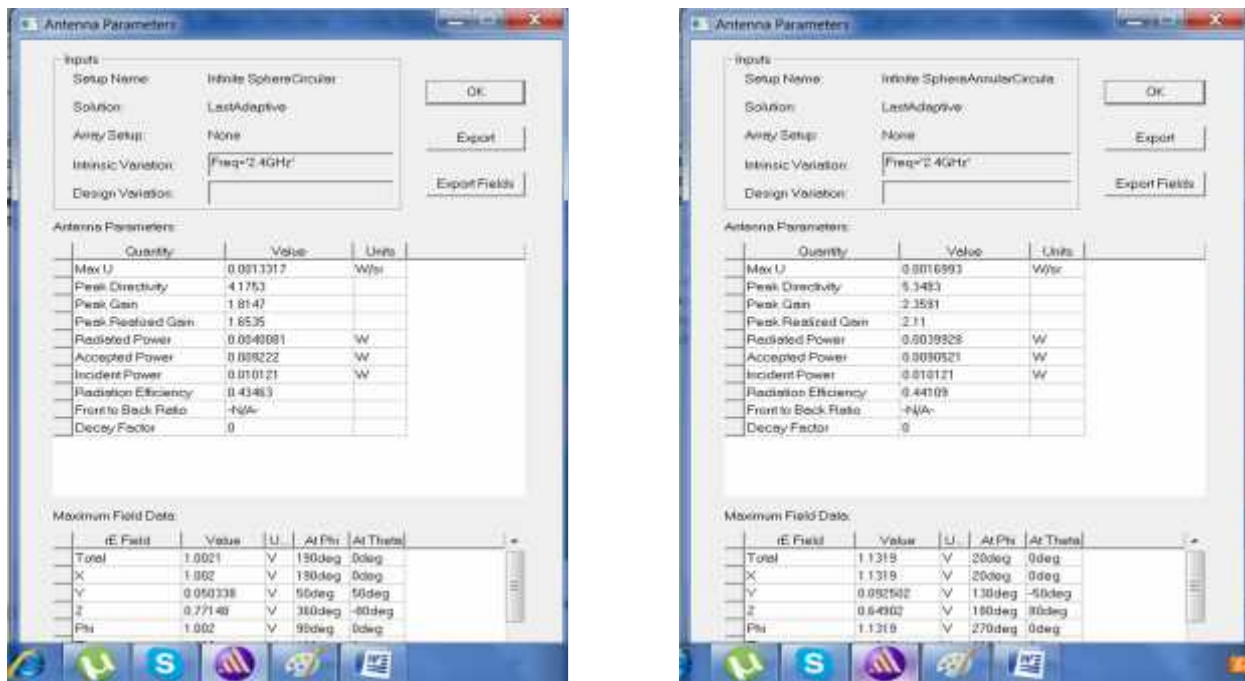 Antenna Parameters
Inputs
Setup Name: Infinite SphereCircular
OK
Solution: LastAdaptive
Array Setup: None
Export
Intrinsic Variation: Freq='2.4GHz'
Export Fields
Design Variation:
Antenna Parameters:
Quantity Value Units
Max U 0.0013317 W/sr
Peak Directivity 4.1753
Peak Gain 1.8147
Peak Realized Gain 1.6535
Radiated Power 0.0040081 W
Accepted Power 0.009222 W
Incident Power 0.010121 W
Radiation Efficiency 0.43463
Front to Back Ratio -N/A-
Decay Factor 0
Maximum Field Data:
rE Field Value U... At Phi At Theta
Total 1.0021 V 190deg 0deg
X 1.002 V 190deg 0deg
Y 0.050338 V 50deg 50deg
Z 0.77148 V 360deg -80deg
Phi 1.002 V 90deg 0deg
S
Antenna Parameters
Inputs
Setup Name: Infinite SphereAnnularCircula
OK
Solution: LastAdaptive
Array Setup: None
Export
Intrinsic Variation: Freq='2.4GHz'
Export Fields
Design Variation:
Antenna Parameters:
Quantity Value Units
Max U 0.0016993 W/sr
Peak Directivity 5.3483
Peak Gain 2.3591
Peak Realized Gain 2.11
Radiated Power 0.0039928 W
Accepted Power 0.0090521 W
Incident Power 0.010121 W
Radiation Efficiency 0.44109
Front to Back Ratio -N/A-
Decay Factor 0
Maximum Field Data:
rE Field Value U... At Phi At Theta
Total 1.1319 V 20deg 0deg
X 1.1319 V 20deg 0deg
Y 0.092502 V 130deg -50deg
Z 0.64902 V 180deg 80deg
Phi 1.1319 V 270deg 0deg
S